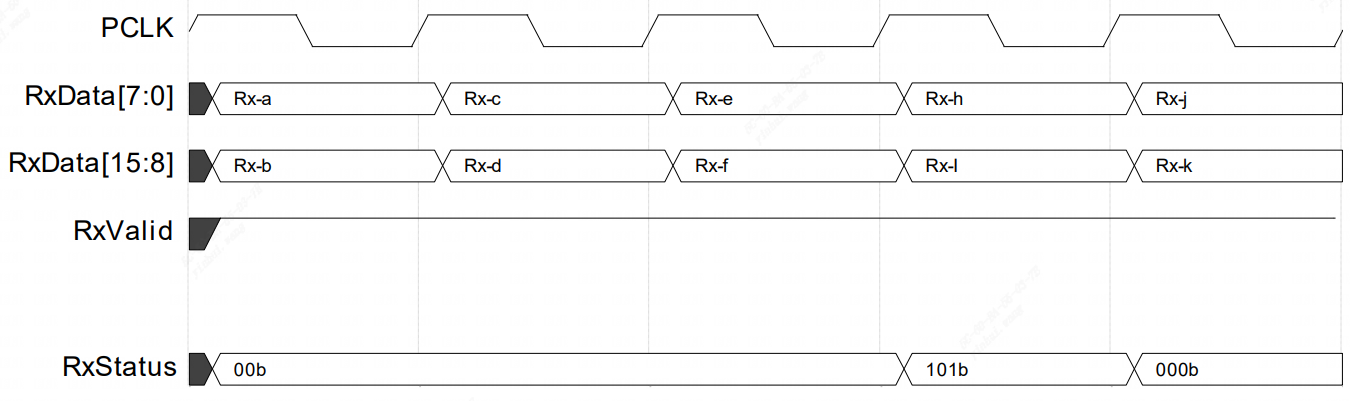 PCLK
RxData[7:0] Rx-a Rx-c Rx-e Rx-h Rx-j
RxData[15:8] Rx-b Rx-d Rx-f Rx-l Rx-k
RxValid
RxStatus 00b 101b 000b